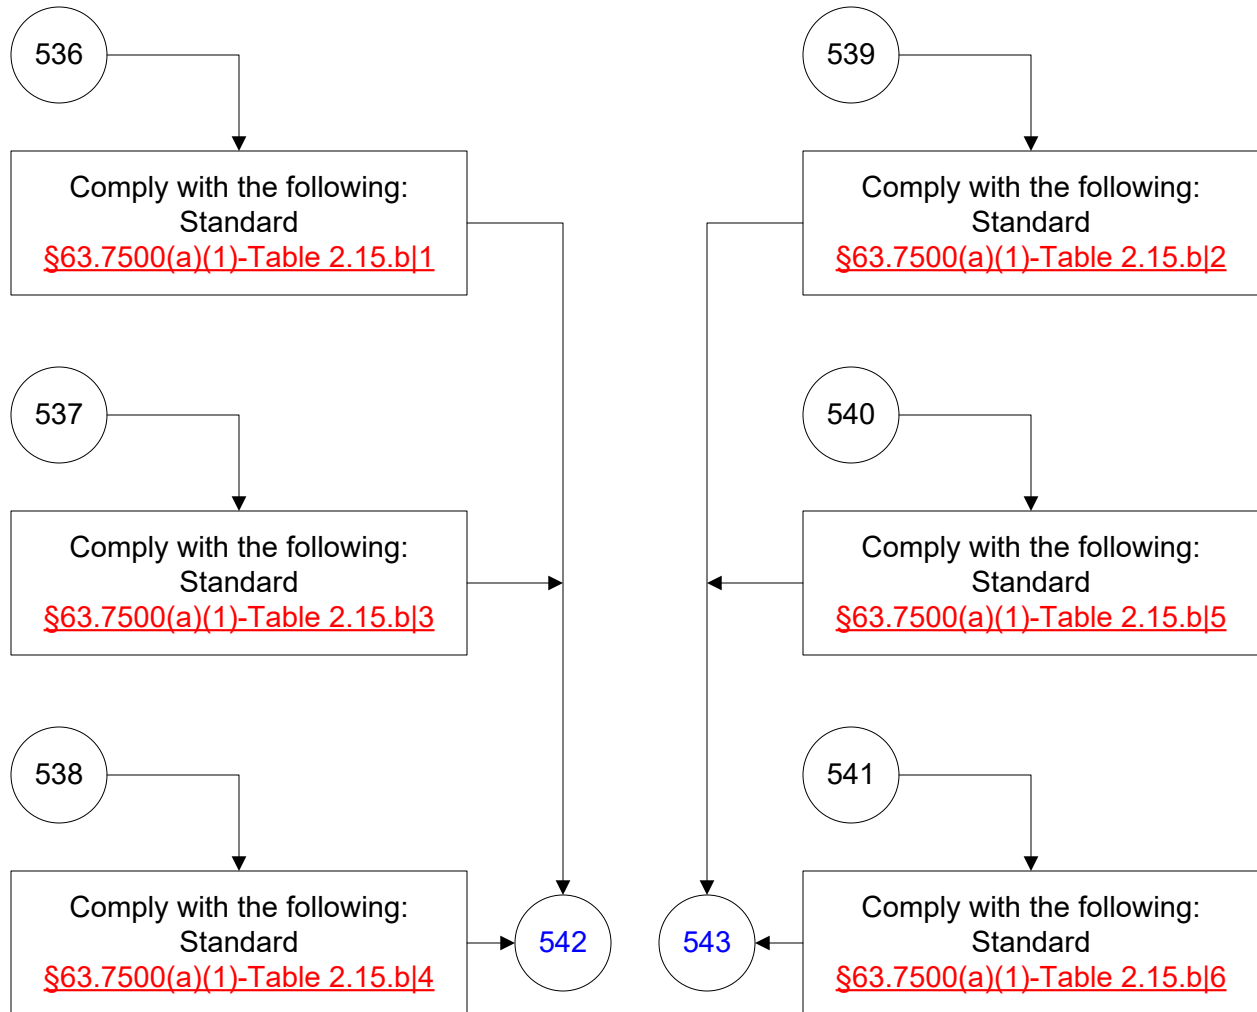 536
Comply with the following:
Standard
§63.7500(a)(1)-Table 2.15.b|1
537
Comply with the following:
Standard
§63.7500(a)(1)-Table 2.15.b|3
538
Comply with the following:
Standard
§63.7500(a)(1)-Table 2.15.b|4
542
539
Comply with the following:
Standard
§63.7500(a)(1)-Table 2.15.b|2
540
Comply with the following:
Standard
§63.7500(a)(1)-Table 2.15.b|5
541
Comply with the following:
Standard
§63.7500(a)(1)-Table 2.15.b|6
543